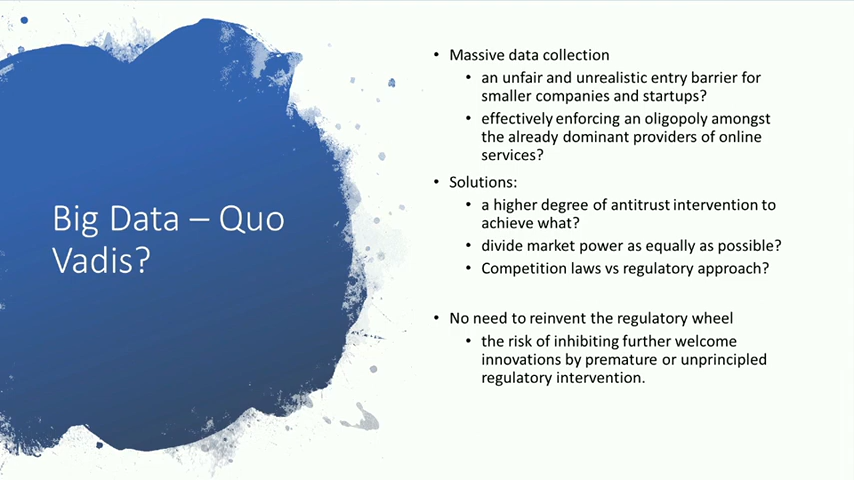 Big Data – Quo
Vadis?
• Massive data collection
• an unfair and unrealistic entry barrier for
smaller companies and startups?
• effectively enforcing an oligopoly amongst
the already dominant providers of online
services?
• Solutions:
• a higher degree of antitrust intervention to
achieve what?
• divide market power as equally as possible?
• Competition laws vs regulatory approach?
• No need to reinvent the regulatory wheel
• the risk of inhibiting further welcome
innovations by premature or unprincipled
regulatory intervention.